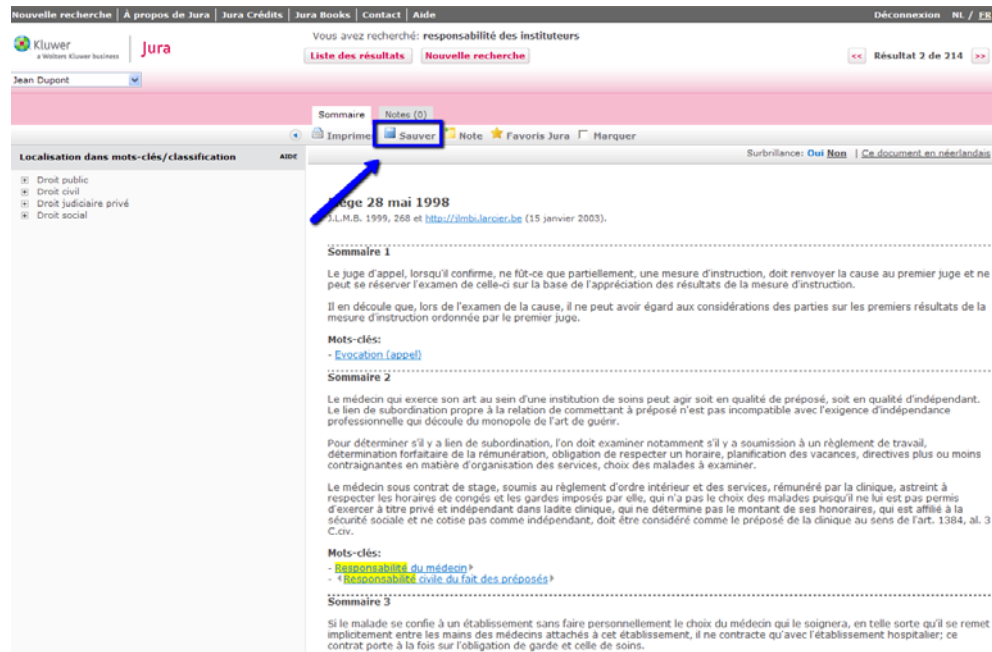 Nouvelle recherche | À propos de Jura | Jura Crédits | Jura Books | Contact | Aide Déconnexion NL / FR
Kluwer
a Wolters Kluwer business
Jura
Vous avez recherché: responsabilité des instituteurs
Liste des résultats Nouvelle recherche << Résultat 2 de 214 >>
Jean Dupont
Sommaire Notes (0)
Imprimer Sauver Note Favoris Jura Marquer
Localisation dans mots-clés/classification AIDE
Surbrillance: Oui Non | Ce document en néerlandais
Droit public
Droit civil
Droit judiciaire privé
Droit social
Liège 28 mai 1998
J.L.M.B. 1999, 268 et http://jlmbi.larcier.be (15 janvier 2003).
Sommaire 1
Le juge d'appel, lorsqu'il confirme, ne fût-ce que partiellement, une mesure d'instruction, doit renvoyer la cause au premier juge et ne
peut se réserver l'examen de celle-ci sur la base de l'appréciation des résultats de la mesure d'instruction.
Il en découle que, lors de l'examen de la cause, il ne peut avoir égard aux considérations des parties sur les premiers résultats de la
mesure d'instruction ordonnée par le premier juge.
Mots-clés:
- Evocation (appel)
Sommaire 2
Le médecin qui exerce son art au sein d'une institution de soins peut agir soit en qualité de préposé, soit en qualité d'indépendant.
Le lien de subordination propre à la relation de commettant à préposé n'est pas incompatible avec l'exigence d'indépendance
professionnelle qui découle du monopole de l'art de guérir.
Pour déterminer s'il y a lien de subordination, l'on doit examiner notamment s'il y a soumission à un règlement de travail,
détermination forfaitaire de la rémunération, obligation de respecter un horaire, planification des vacances, directives plus ou moins
contraignantes en matière d'organisation des services, choix des malades à examiner.
Le médecin sous contrat de stage, soumis au règlement d'ordre intérieur et des services, rémunéré par la clinique, astreint à
respecter les horaires de congés et les gardes imposés par elle, qui n'a pas le choix des malades puisqu'il ne lui est pas permis
d'exercer à titre privé et indépendant dans ladite clinique, qui ne détermine pas le montant de ses honoraires, qui est affilié à la
sécurité sociale et ne cotise pas comme indépendant, doit être considéré comme le préposé de la clinique au sens de l'art. 1384, al. 3
C.civ.
Mots-clés:
- Responsabilité du médecin
- Responsabilité civile du fait des préposés
Sommaire 3
Si le malade se confie à un établissement sans faire personnellement le choix du médecin qui le soignera, en telle sorte qu'il se remet
implicitement entre les mains des médecins attachés à cet établissement, il ne contracte qu'avec l'établissement hospitalier; ce
contrat porte à la fois sur l'obligation de garde et celle de soins.